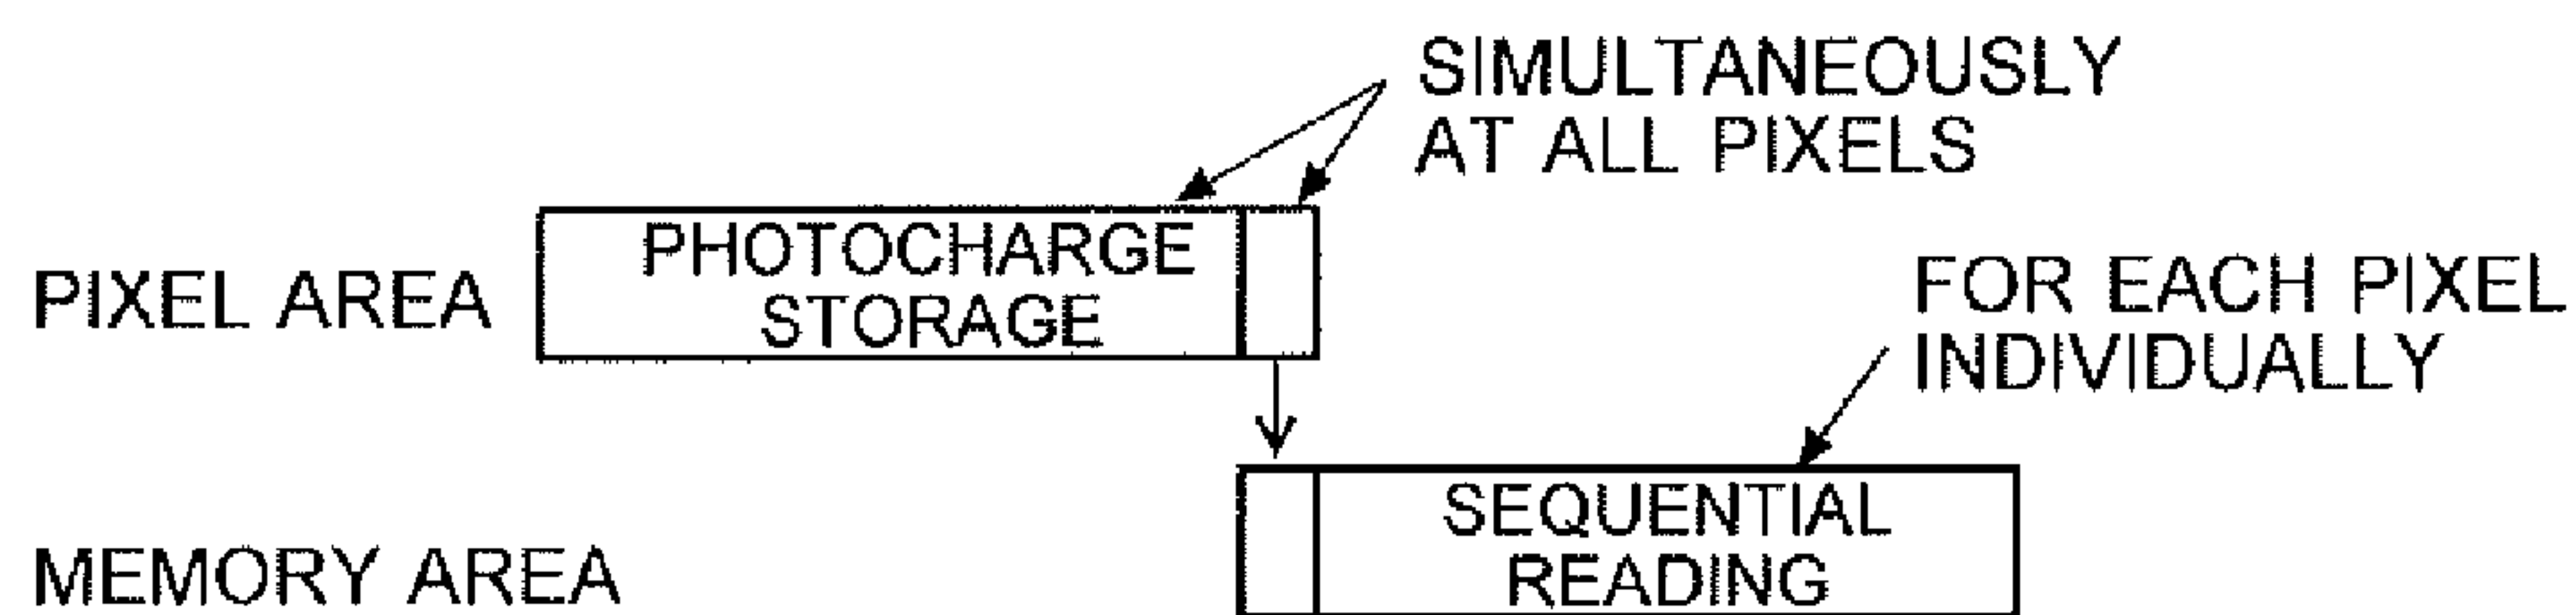 SIMULTANEOUSLY
AT ALL PIXELS
PIXEL AREA
PHOTOCHARGE
STORAGE
FOR EACH PIXEL
INDIVIDUALLY
MEMORY AREA
SEQUENTIAL
READING